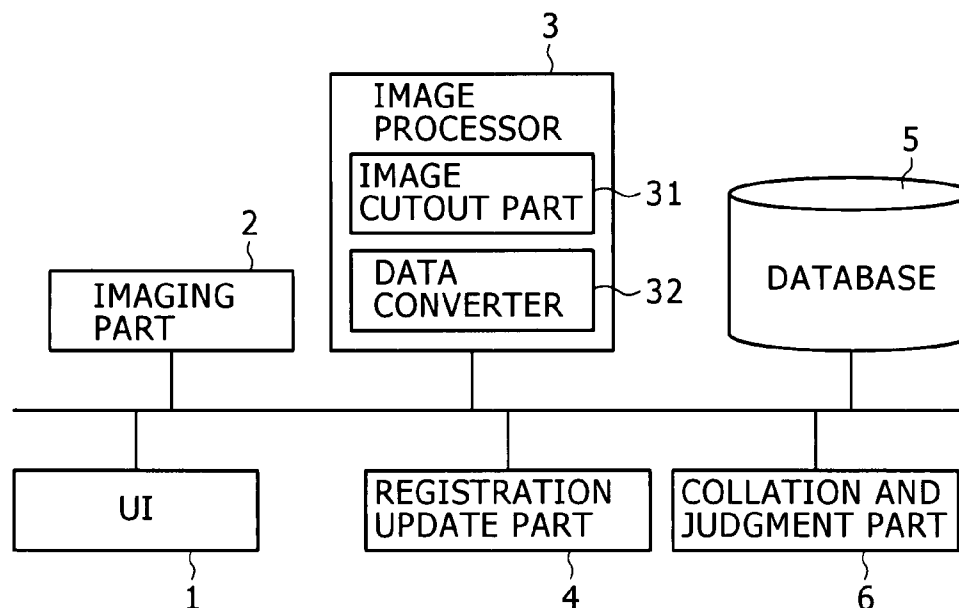 3
IMAGE
PROCESSOR
IMAGE
CUTOUT PART
31
DATA
CONVERTER
32
5
DATABASE
2
IMAGING
PART
UI
1
REGISTRATION
UPDATE PART
4
COLLATION AND
JUDGMENT PART
6